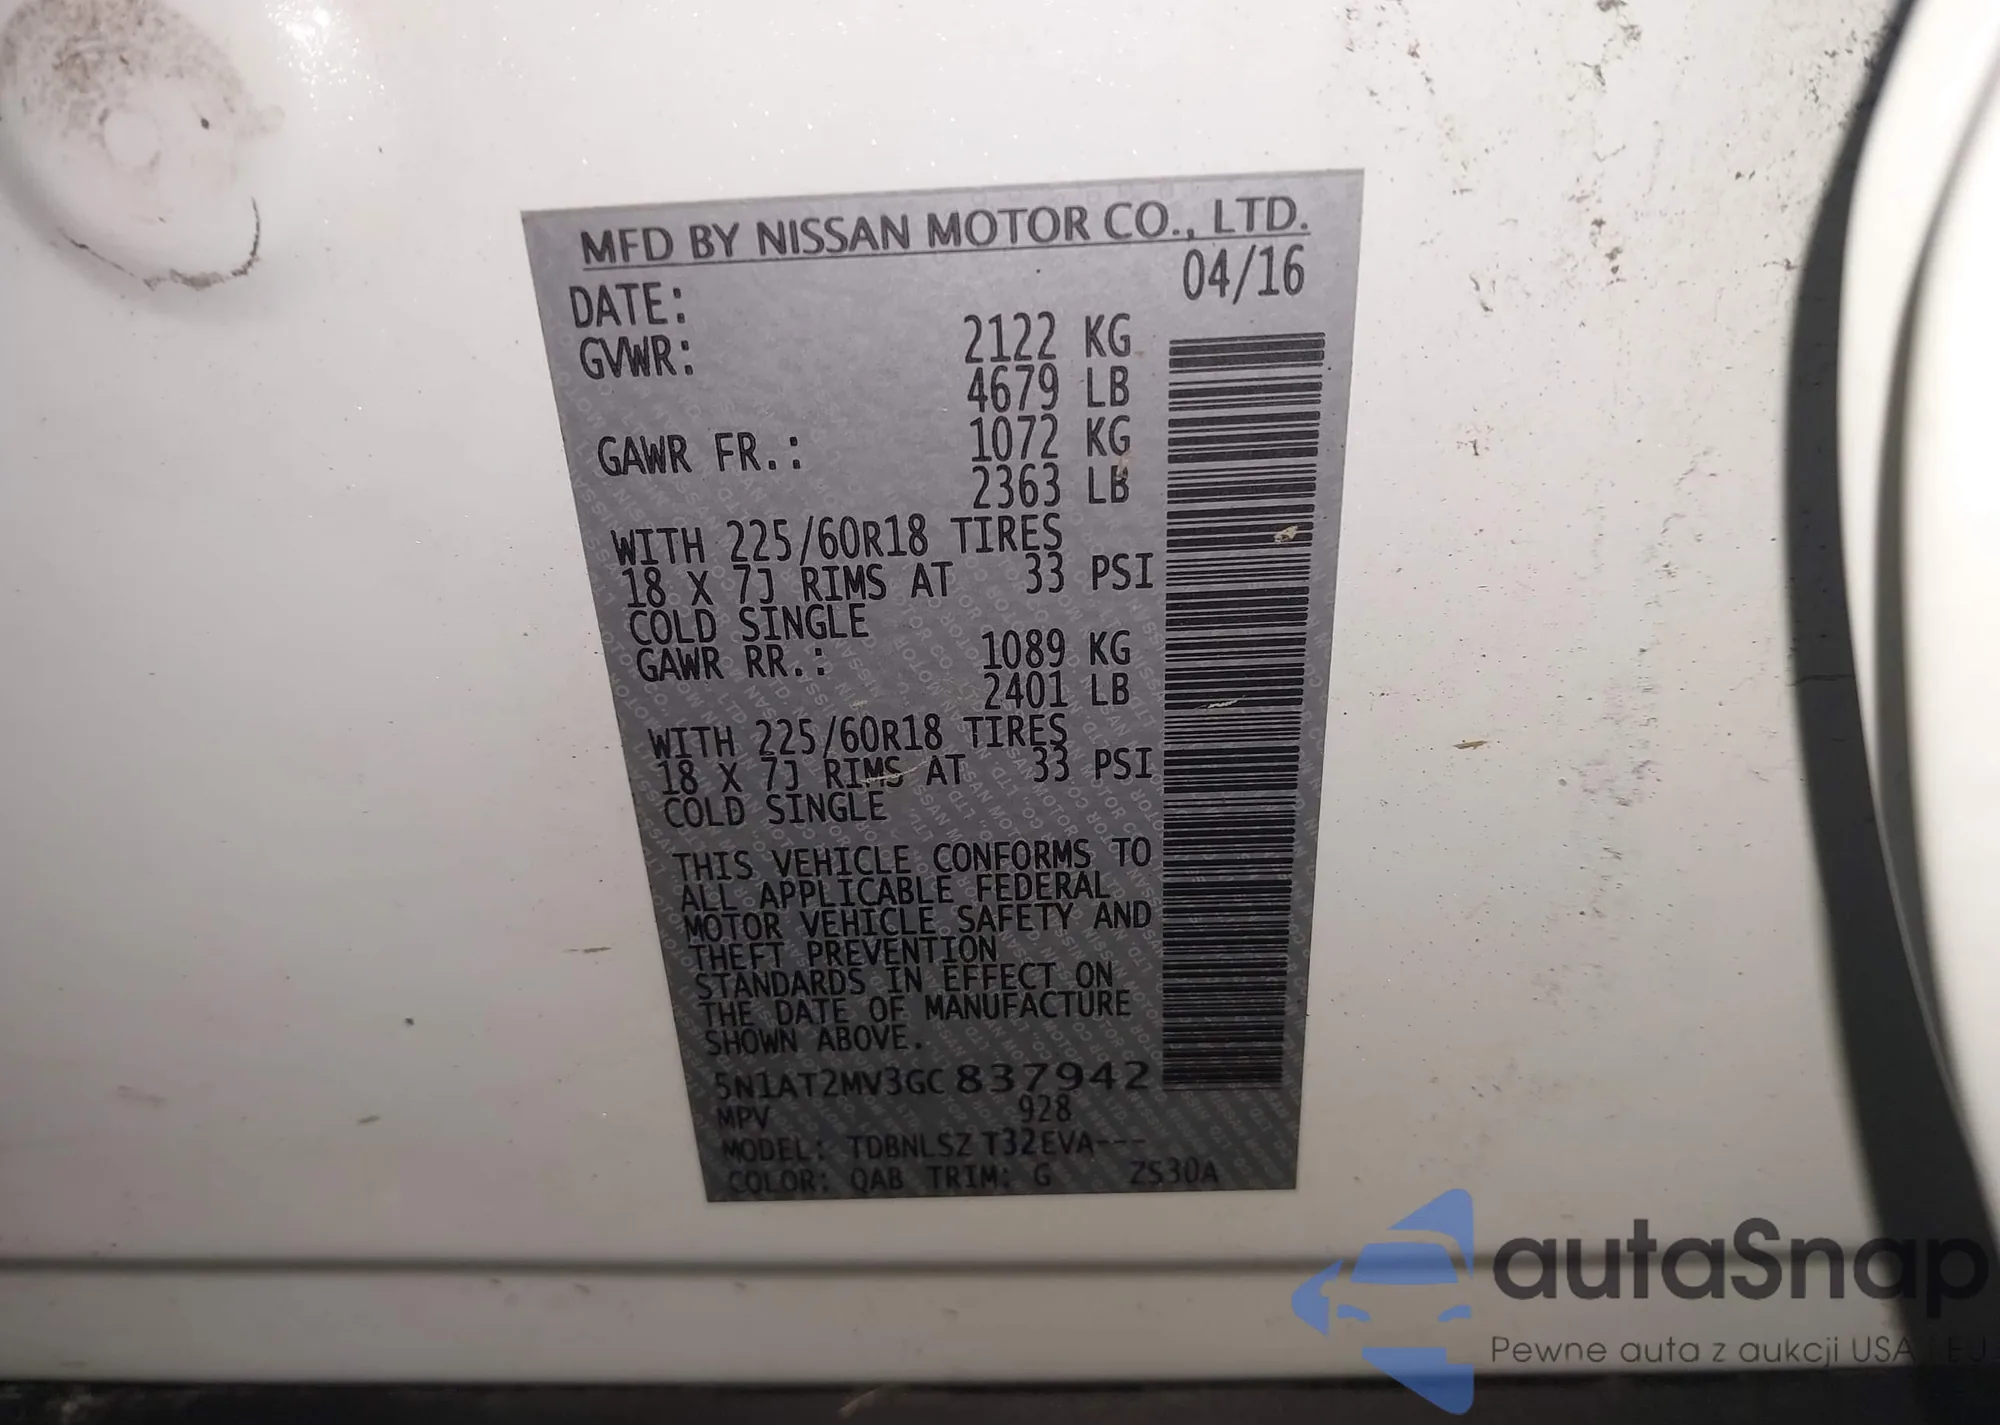 MFD BY NISSAN MOTOR CO., LTD.
DATE: 04/16
GVWR: 2122 KG
4679 LB
GAWR FR.: 1072 KG
2363 LB
WITH 225/60R18 TIRES
18 X 7J RIMS AT 33 PSI
COLD SINGLE
GAWR RR.: 1089 KG
2401 LB
WITH 225/60R18 TIRES
18 X 7J RIMS AT 33 PSI
COLD SINGLE
THIS VEHICLE CONFORMS TO
ALL APPLICABLE FEDERAL
MOTOR VEHICLE SAFETY AND
THEFT PREVENTION
STANDARDS IN EFFECT ON
THE DATE OF MANUFACTURE
SHOWN ABOVE.
5N1AT2MV3GC837942
MPV 928
MODEL: TDBNLSZ T32EVA---
COLOR: QAB TRIM: G ZS30A
autaSnap
Pewne auta z aukcji USA i EU